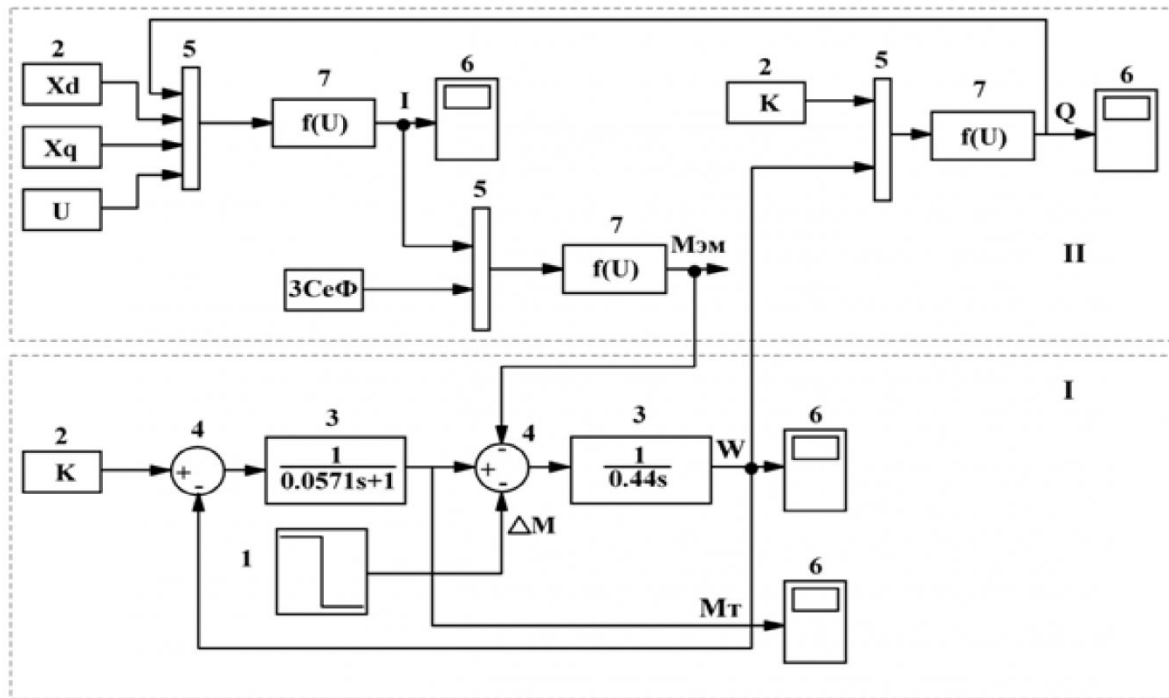 2
5
7
6
2
5
7
6
Xd
Xq
U
f(U)
I
K
f(U)
Q
5
7
3CeФ
f(U)
Mэм
II
I
2
4
3
4
3
6
K
+
-
1
0.0571s+1
-
+
-
1
0.44s
W
ΔM
1
6
Mт